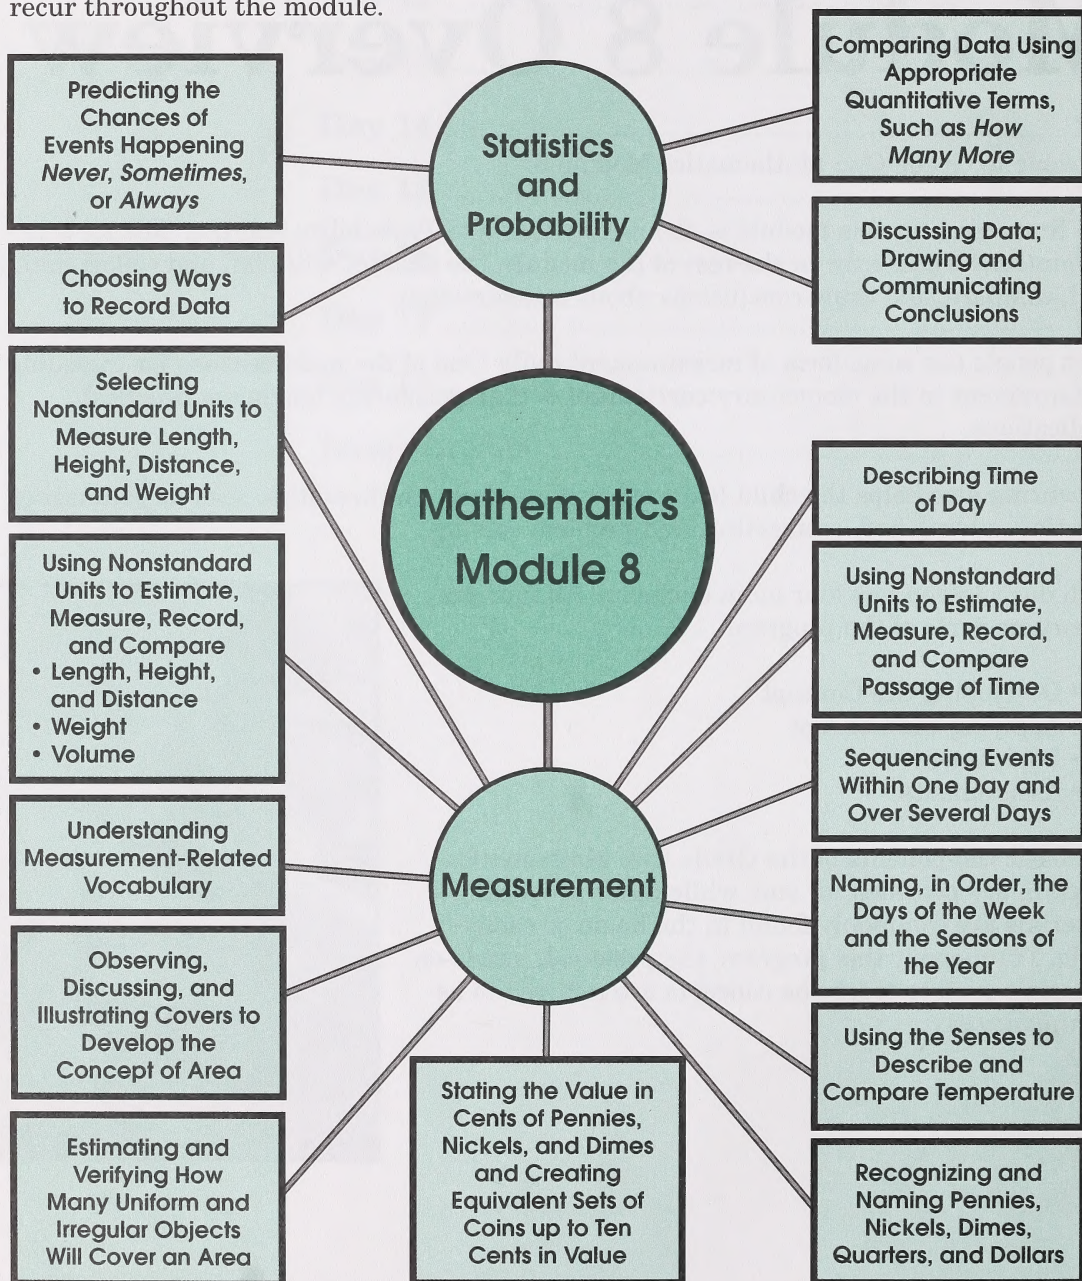 recur throughout the module.
Statistics
and
Probability
Predicting the
Chances of
Events Happening
Never, Sometimes,
or Always
Choosing Ways
to Record Data
Comparing Data Using
Appropriate
Quantitative Terms,
Such as How
Many More
Discussing Data;
Drawing and
Communicating
Conclusions
Mathematics
Module 8
Measurement
Selecting
Nonstandard Units to
Measure Length,
Height, Distance,
and Weight
Using Nonstandard
Units to Estimate,
Measure, Record,
and Compare
• Length, Height,
and Distance
• Weight
• Volume
Understanding
Measurement-Related
Vocabulary
Observing,
Discussing, and
Illustrating Covers to
Develop the
Concept of Area
Estimating and
Verifying How
Many Uniform and
Irregular Objects
Will Cover an Area
Stating the Value in
Cents of Pennies,
Nickels, and Dimes
and Creating
Equivalent Sets of
Coins up to Ten
Cents in Value
Describing Time
of Day
Using Nonstandard
Units to Estimate,
Measure, Record,
and Compare
Passage of Time
Sequencing Events
Within One Day and
Over Several Days
Naming, in Order, the
Days of the Week
and the Seasons of
the Year
Using the Senses to
Describe and
Compare Temperature
Recognizing and
Naming Pennies,
Nickels, Dimes,
Quarters, and Dollars